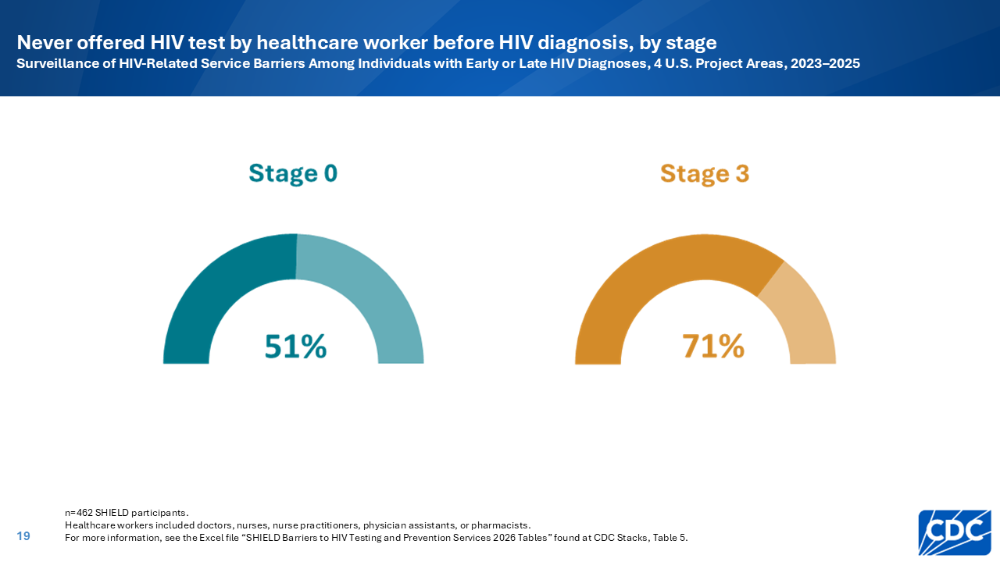 Never offered HIV test by healthcare worker before HIV diagnosis, by stage
Surveillance of HIV-Related Service Barriers Among Individuals with Early or Late HIV Diagnoses, 4 U.S. Project Areas, 2023–2025
Stage 0
Stage 3
51%
71%
n=462 SHIELD participants.
Healthcare workers included doctors, nurses, nurse practitioners, physician assistants, or pharmacists.
For more information, see the Excel file “SHIELD Barriers to HIV Testing and Prevention Services 2026 Tables” found at CDC Stacks, Table 5.
19
CDC